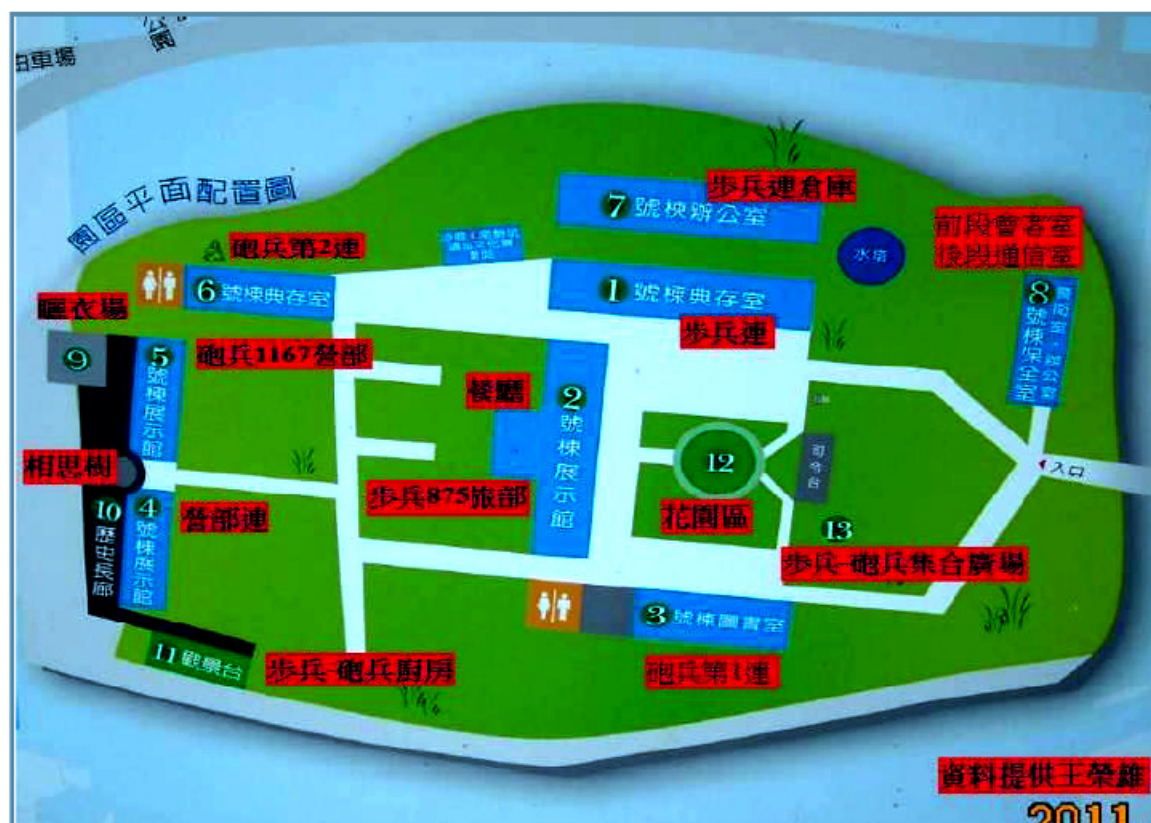 公園
車場
園區平面配置圖
步兵連倉庫
7 號棟辦公室
前段會客室
後段通信室
砲兵第2連
水塔
6 號棟典存室
1 號棟典存室
8 號棟保全室
曬衣場
步兵連
9
砲兵1167營部
5 號棟展示館
餐廳
2 號棟展示館
12
司令台
入口
相思樹
步兵875旅部
花園區
10 歷史長廊
4 號棟展示館
營部連
13
步兵-砲兵集合廣場
3 號棟圖書室
11 觀景台
步兵-砲兵廚房
砲兵第1連
資料提供王榮
2011